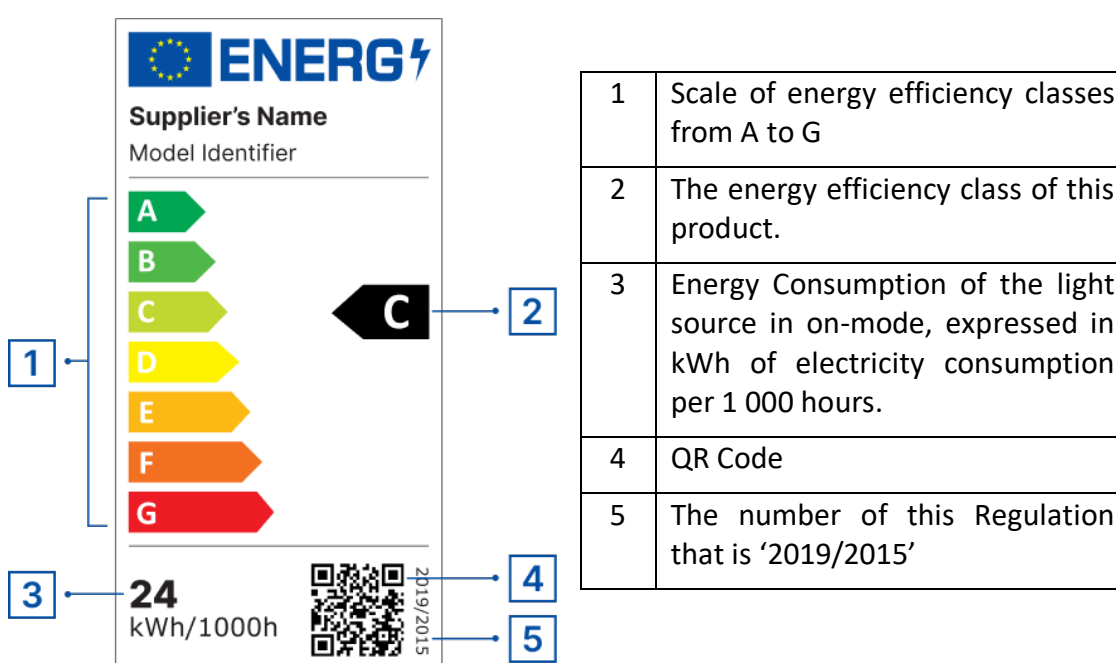 ENERG
Supplier's Name
Model Identifier
A
B
C
D
E
F
G
C
1
2
3
4
5
24
kWh/1000h
2019/2015
1 Scale of energy efficiency classes
from A to G
2 The energy efficiency class of this
product.
3 Energy Consumption of the light
source in on-mode, expressed in
kWh of electricity consumption
per 1 000 hours.
4 QR Code
5 The number of this Regulation
that is ‘2019/2015’